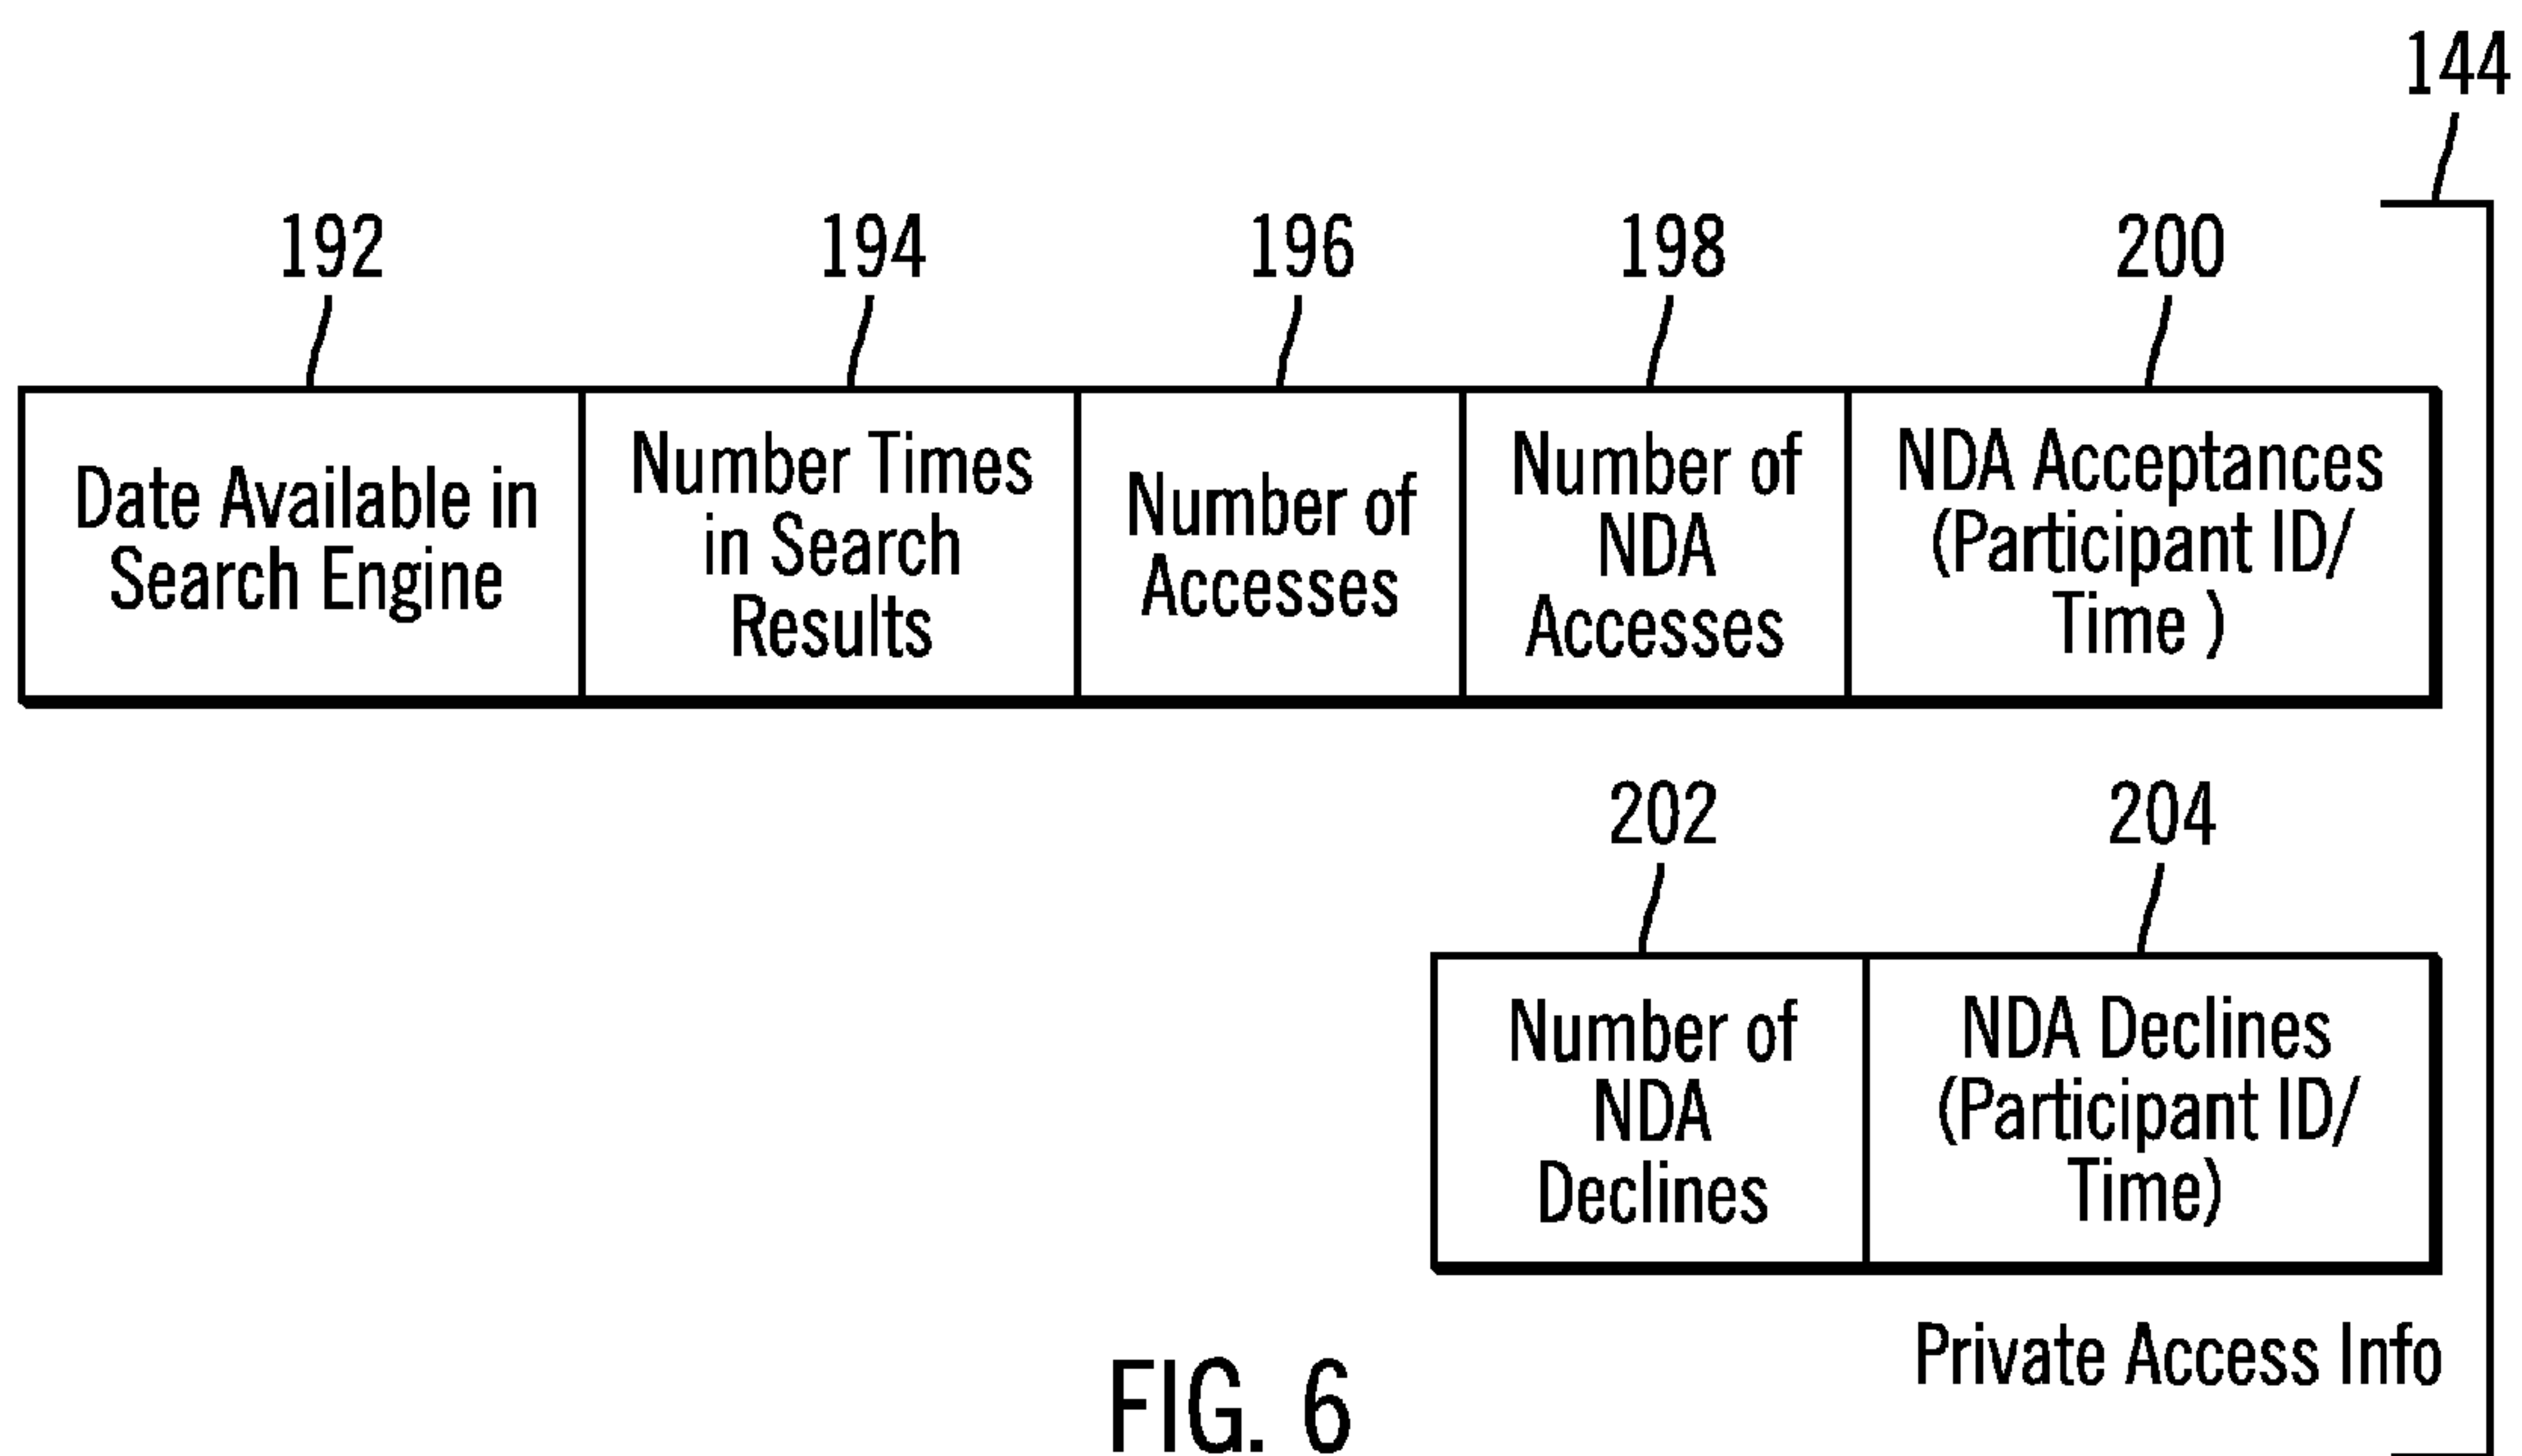 144
192
194
196
198
200
Date Available in
Search Engine
Number Times
in Search
Results
Number of
Accesses
Number of
NDA
Accesses
NDA Acceptances
(Participant ID/
Time )
202
204
Number of
NDA
Declines
NDA Declines
(Participant ID/
Time)
Private Access Info
FIG. 6